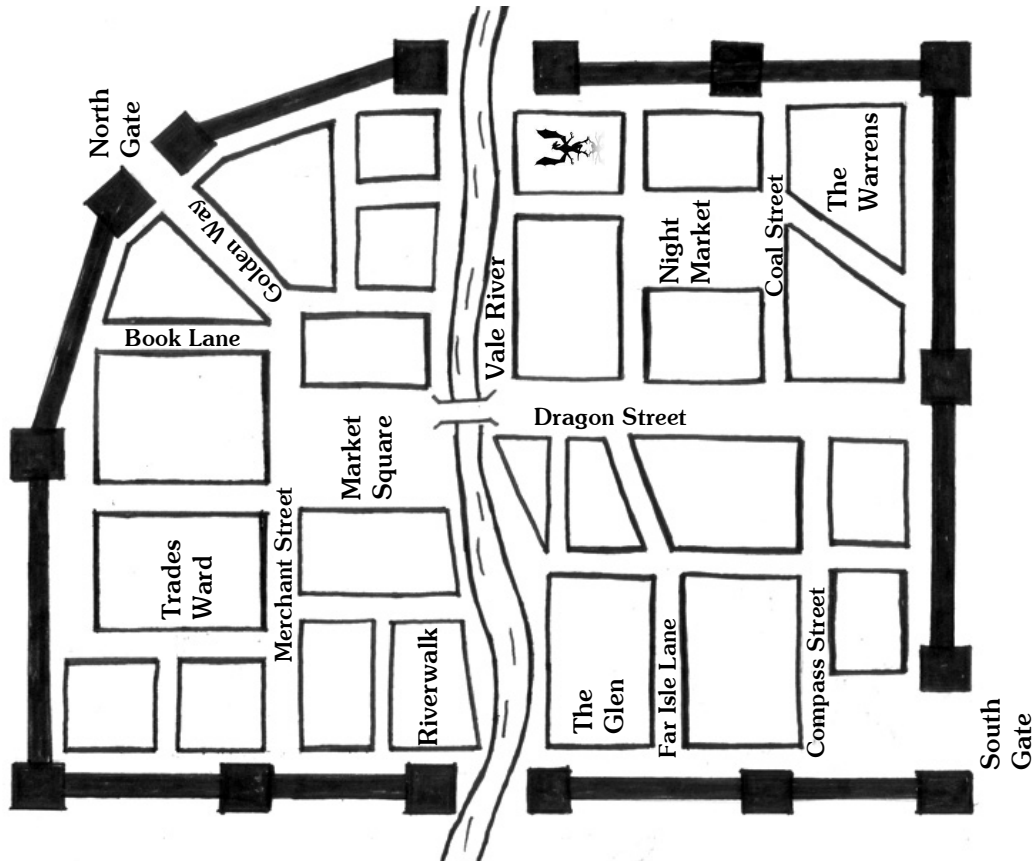 North
Gate
Golden Way
Book Lane
Vale River
Night
Market
Coal Street
The
Warrens
Dragon Street
Market
Square
Merchant Street
Trades
Ward
Riverwalk
The
Glen
Far Isle Lane
Compass Street
South
Gate